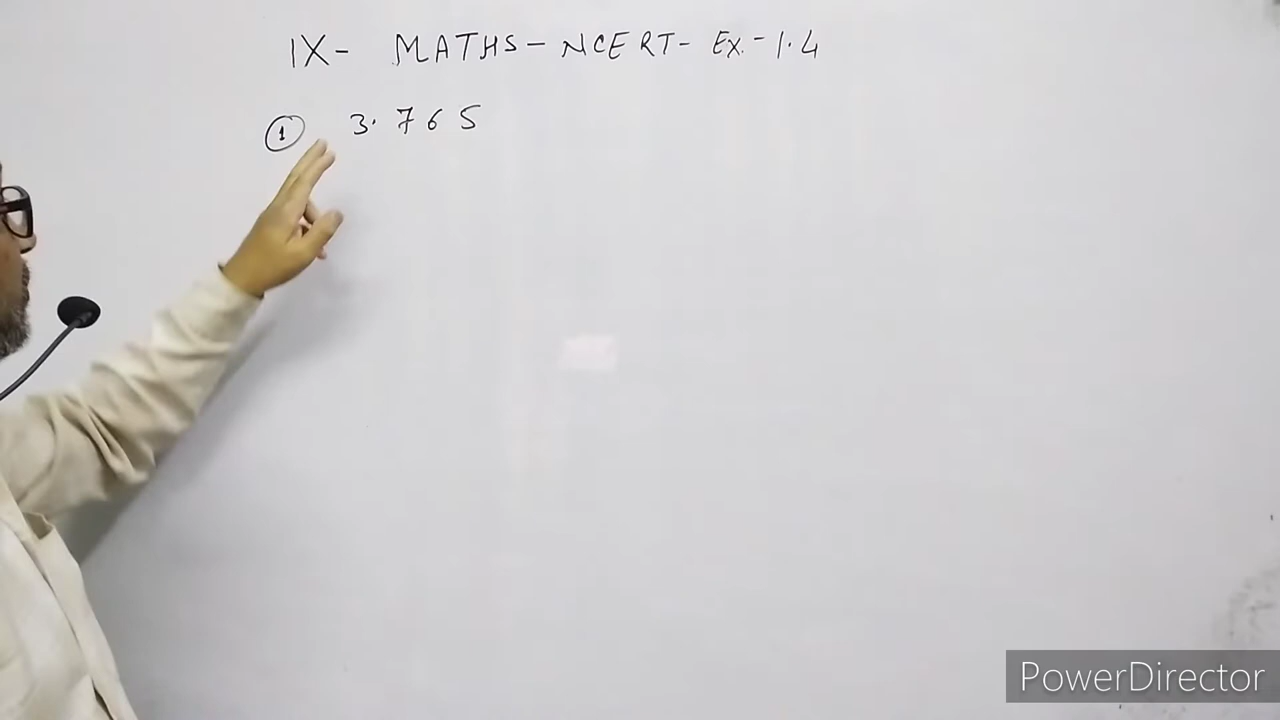 IX- MATHS - NCERT - Ex. - 1.4
① 3.765
PowerDirector